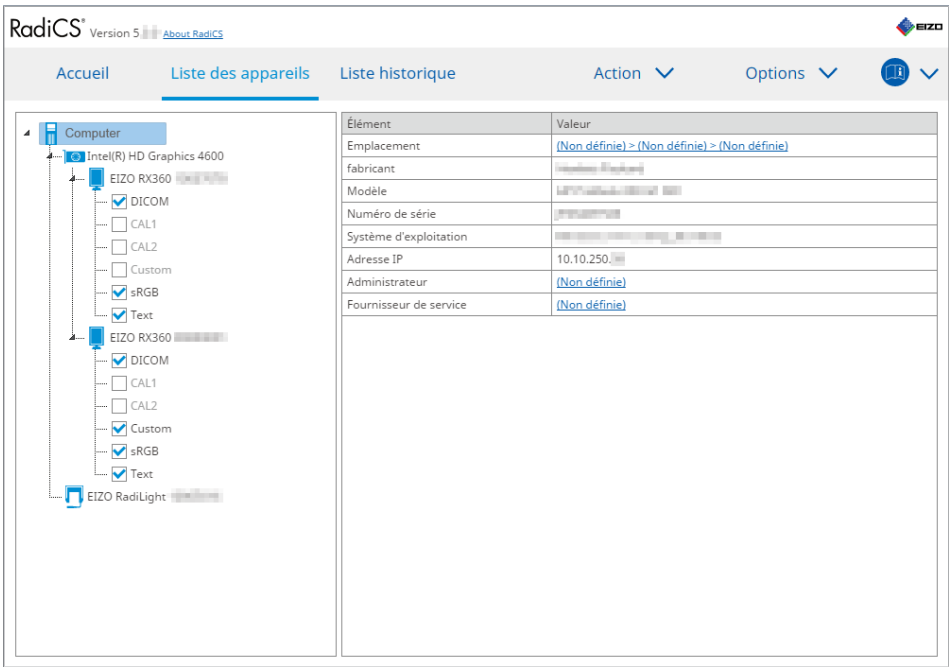 RadiCS® Version 5. About RadiCS
EIZO
Accueil Liste des appareils Liste historique Action Options
Computer
Intel(R) HD Graphics 4600
EIZO RX360
DICOM
CAL1
CAL2
Custom
sRGB
Text
EIZO RX360
DICOM
CAL1
CAL2
Custom
sRGB
Text
EIZO RadiLight
Élément Valeur
Emplacement (Non définie) > (Non définie) > (Non définie)
fabricant
Modèle
Numéro de série
Système d'exploitation
Adresse IP 10.10.250.
Administrateur (Non définie)
Fournisseur de service (Non définie)